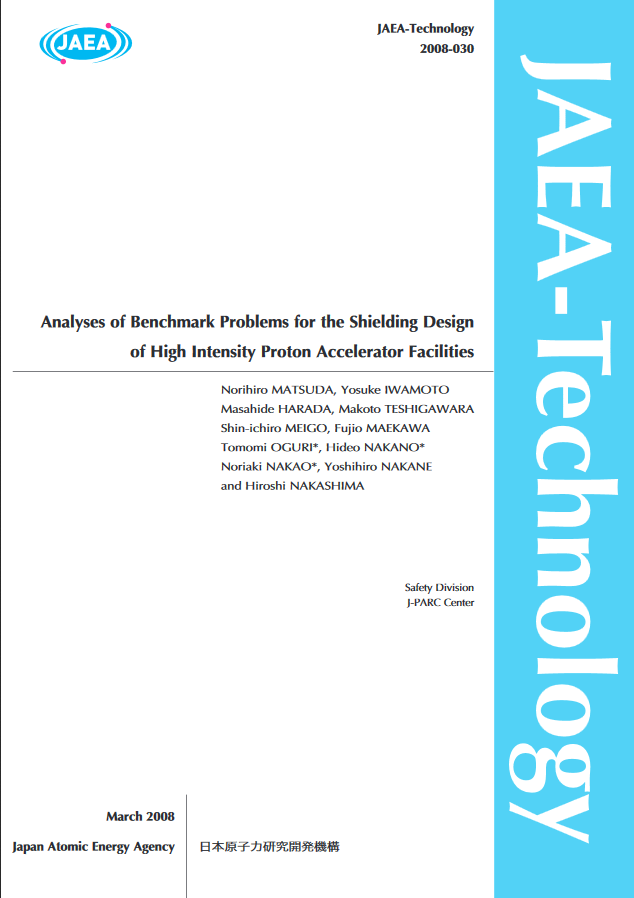 JAEA
JAEA-Technology
2008-030
JAEA-Technology
Analyses of Benchmark Problems for the Shielding Design
of High Intensity Proton Accelerator Facilities
Norihiro MATSUDA, Yosuke IWAMOTO
Masahide HARADA, Makoto TESHIGAWARA
Shin-ichiro MEIGO, Fujio MAEKAWA
Tomomi OGURI*, Hideo NAKANO*
Noriaki NAKAO*, Yoshihiro NAKANE
and Hiroshi NAKASHIMA
Safety Division
J-PARC Center
March 2008
Japan Atomic Energy Agency
日本原子力研究開発機構